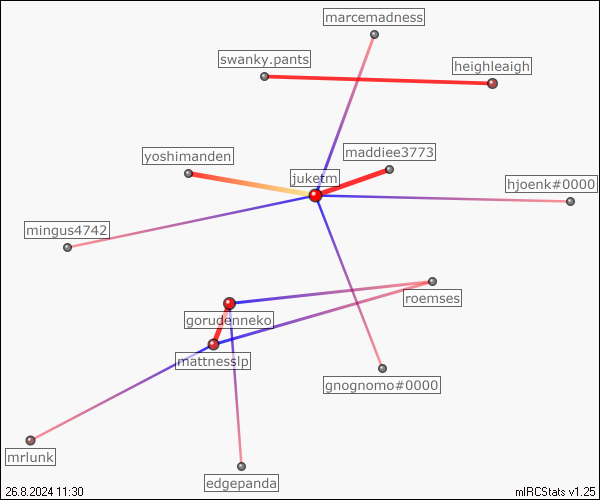 marcemadness
swanky.pants
heighleaigh
yoshimanden
maddiee3773
juketm
hjoenk#0000
mingus4742
roemses
gorudenneko
mattnesslp
gnognomo#0000
mrlunk
edgepanda
26.8.2024 11:30
mIRCStats v1.25